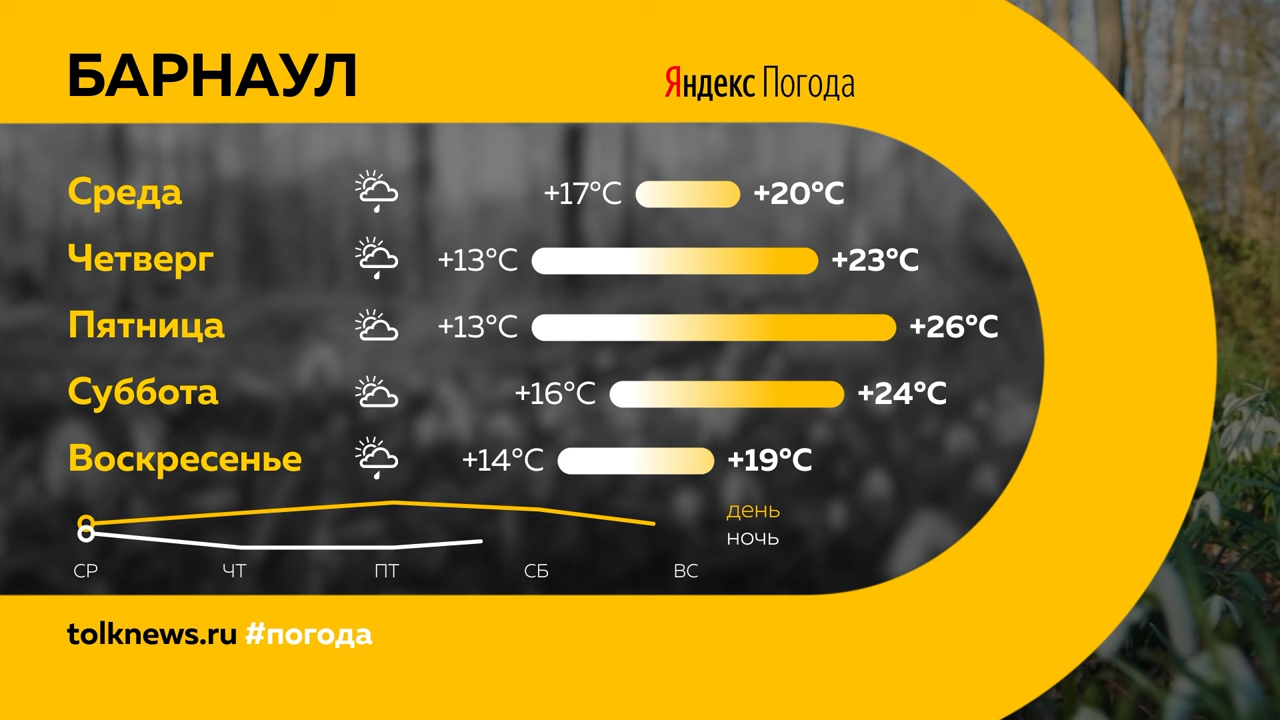 БАРНАУЛ
Яндекс Погода
Среда +17°C +20°C
Четверг +13°C +23°C
Пятница +13°C +26°C
Суббота +16°C +24°C
Воскресенье +14°C +19°C
день
ночь
СР ЧТ ПТ СБ ВС
tolknews.ru #погода